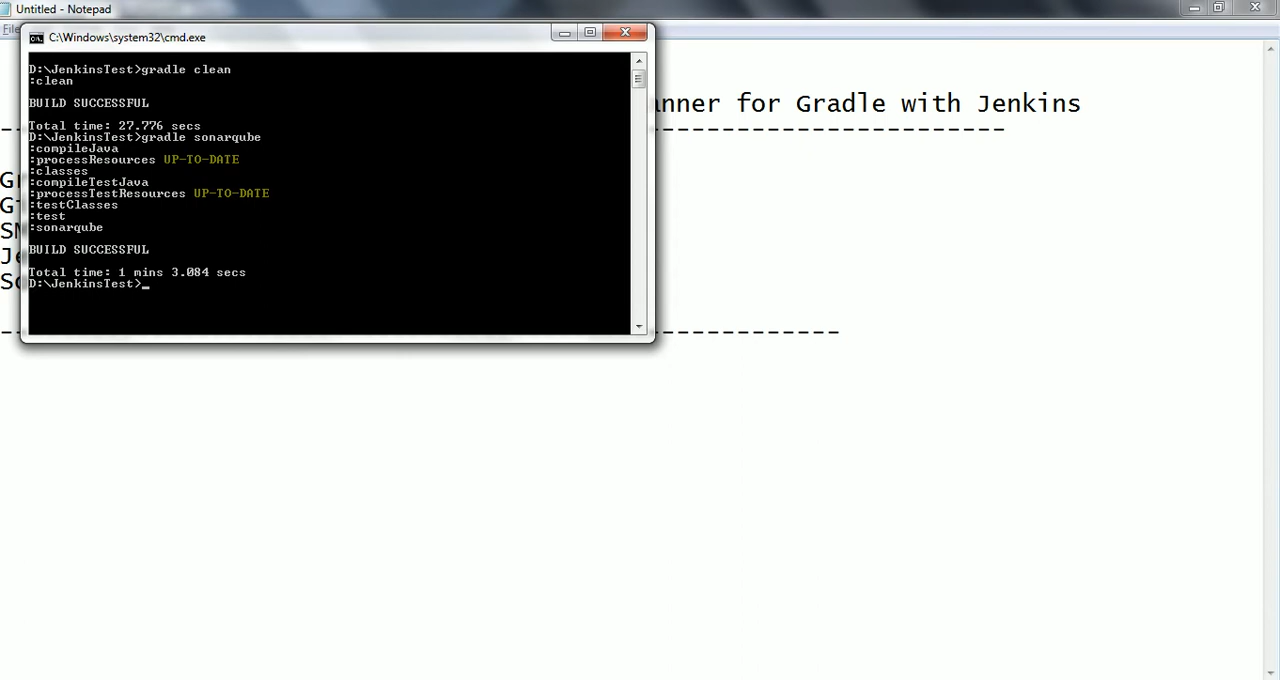 Untitled - Notepad
C:\Windows\system32\cmd.exe
D:\JenkinsTest>gradle clean
:clean
BUILD SUCCESSFUL
Total time: 27.776 secs
D:\JenkinsTest>gradle sonarqube
:compileJava
:processResources UP-TO-DATE
:classes
:compileTestJava
:processTestResources UP-TO-DATE
:testClasses
:test
:sonarqube
BUILD SUCCESSFUL
Total time: 1 mins 3.084 secs
D:\JenkinsTest>_
for Gradle with Jenkins